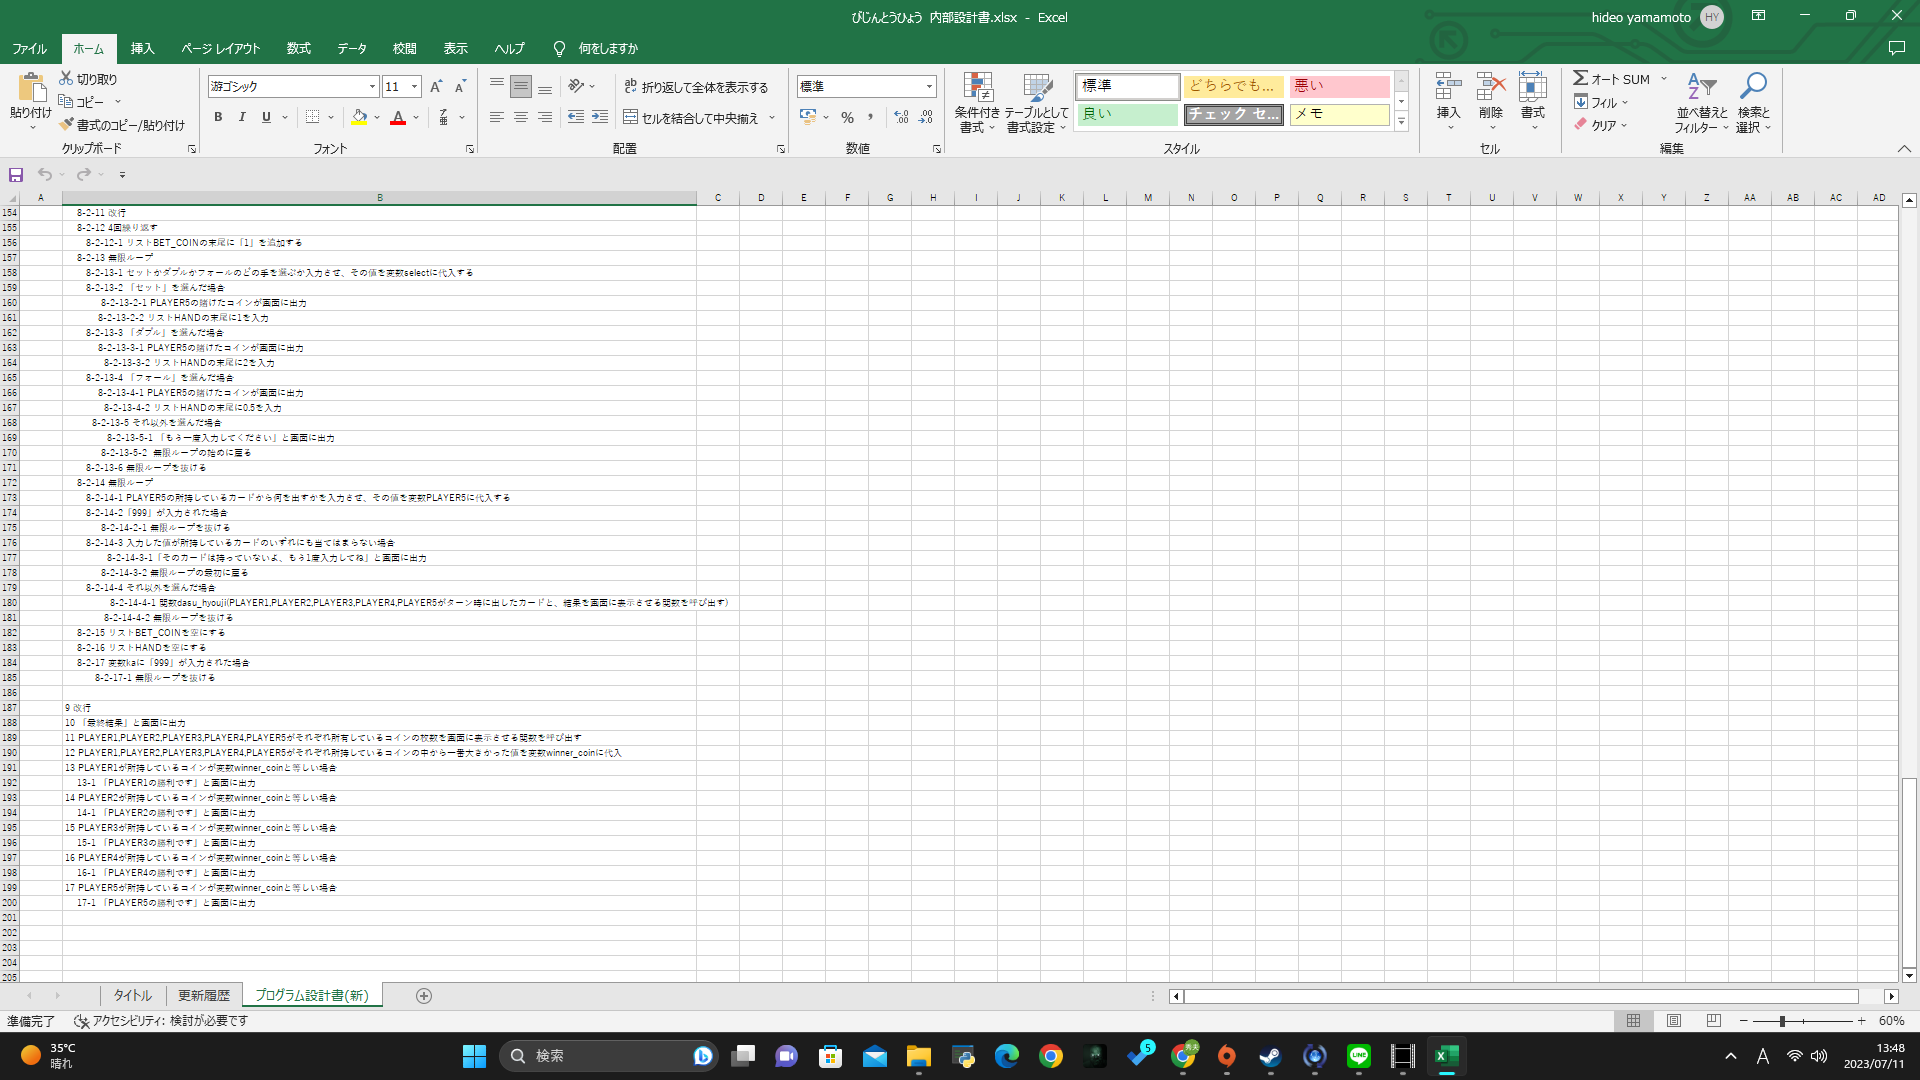 びじんとうひょう 内部設計書.xlsx - Excel
hideo yamamoto HY
ファイル ホーム 挿入 ページ レイアウト 数式 データ 校閲 表示 ヘルプ 何をしますか
貼り付け
切り取り
コピー
書式のコピー/貼り付け
クリップボード
游ゴシック 11
B I U
フォント
折り返して全体を表示する
セルを結合して中央揃え
配置
標準
数値
条件付き書式
テーブルとして書式設定
標準 どちらでも... 悪い
良い チェック セ... メモ
スタイル
挿入 削除 書式
セル
オート SUM
フィル
クリア
並べ替えとフィルター
検索と選択
編集
A B C D E F G H I J K L M N O P Q R S T U V W X Y Z AA AB AC AD
154 8-2-11 改行
155 8-2-12 4回繰り返す
156 8-2-12-1 リストBET_COINの末尾に「1」を追加する
157 8-2-13 無限ループ
158 8-2-13-1 セットかダブルかフォールのどの手を選ぶか入力させ、その値を変数selectに代入する
159 8-2-13-2 「セット」を選んだ場合
160 8-2-13-2-1 PLAYER5の賭けたコインが画面に出力
161 8-2-13-2-2 リストHANDの末尾に1を入力
162 8-2-13-3 「ダブル」を選んだ場合
163 8-2-13-3-1 PLAYER5の賭けたコインが画面に出力
164 8-2-13-3-2 リストHANDの末尾に2を入力
165 8-2-13-4 「フォール」を選んだ場合
166 8-2-13-4-1 PLAYER5の賭けたコインが画面に出力
167 8-2-13-4-2 リストHANDの末尾に0.5を入力
168 8-2-13-5 それ以外を選んだ場合
169 8-2-13-5-1 「もう一度入力してください」と画面に出力
170 8-2-13-5-2 無限ループの始めに戻る
171 8-2-13-6 無限ループを抜ける
172 8-2-14 無限ループ
173 8-2-14-1 PLAYER5の所持しているカードから何を出すかを入力させ、その値を変数PLAYER5に代入する
174 8-2-14-2「999」が入力された場合
175 8-2-14-2-1 無限ループを抜ける
176 8-2-14-3 入力した値が所持しているカードのいずれにも当てはまらない場合
177 8-2-14-3-1「そのカードは持っていないよ、もう1度入力してね」と画面に出力
178 8-2-14-3-2 無限ループの最初に戻る
179 8-2-14-4 それ以外を選んだ場合
180 8-2-14-4-1 関数dasu_hyouji(PLAYER1,PLAYER2,PLAYER3,PLAYER4,PLAYER5がターン時に出したカードと、結果を画面に表示させる関数を呼び出す)
181 8-2-14-4-2 無限ループを抜ける
182 8-2-15 リストBET_COINを空にする
183 8-2-16 リストHANDを空にする
184 8-2-17 変数kaに「999」が入力された場合
185 8-2-17-1 無限ループを抜ける
186
187 9 改行
188 10 「最終結果」と画面に出力
189 11 PLAYER1,PLAYER2,PLAYER3,PLAYER4,PLAYER5がそれぞれ所有しているコインの枚数を画面に表示させる関数を呼び出す
190 12 PLAYER1,PLAYER2,PLAYER3,PLAYER4,PLAYER5がそれぞれ所持しているコインの中から一番大きかった値を変数winner_coinに代入
191 13 PLAYER1が所持しているコインが変数winner_coinと等しい場合
192 13-1 「PLAYER1の勝利です」と画面に出力
193 14 PLAYER2が所持しているコインが変数winner_coinと等しい場合
194 14-1 「PLAYER2の勝利です」と画面に出力
195 15 PLAYER3が所持しているコインが変数winner_coinと等しい場合
196 15-1 「PLAYER3の勝利です」と画面に出力
197 16 PLAYER4が所持しているコインが変数winner_coinと等しい場合
198 16-1 「PLAYER4の勝利です」と画面に出力
199 17 PLAYER5が所持しているコインが変数winner_coinと等しい場合
200 17-1 「PLAYER5の勝利です」と画面に出力
201
202
203
204
205
タイトル 更新履歴 プログラム設計書(新)
準備完了 アクセシビリティ: 検討が必要です 60%
35℃
晴れ
検索
5
A
13:48
2023/07/11